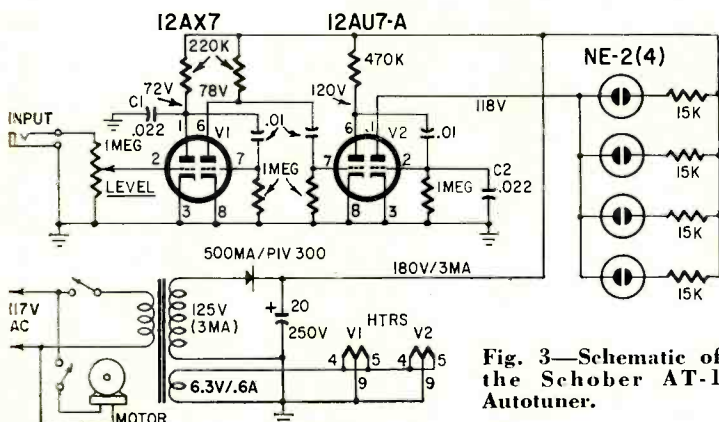 12AX7
12AU7-A
NE-2(4)
220K
470K
72V
78V
120V
118V
C1
.022
.01
.01
INPUT
1MEG
LEVEL
1
6
V1
2
7
3
8
1MEG
6
1
V2
7
2
8
3
1MEG
C2
.022
15K
15K
15K
15K
500MA/PIV 300
180V/3MA
117V
AC
125V
(3MA)
+
20
250V
HTRS
V1
V2
4
5
4
5
9
9
6.3V/.6A
MOTOR
Fig. 3—Schematic of
the Schober AT-1
Autotuner.